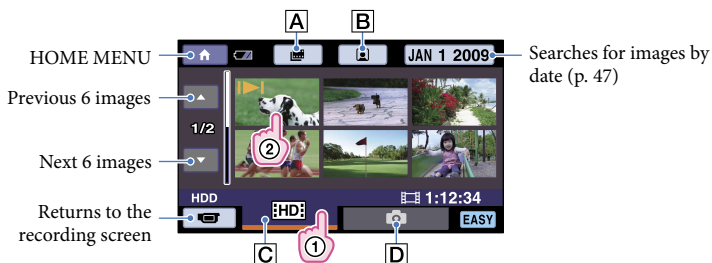 A
B
HOME MENU
JAN 1 2009
Searches for images by
date (p. 47)
Previous 6 images
1/2
②
Next 6 images
HDD
1:12:34
Returns to the
recording screen
HD
①
EASY
C
D